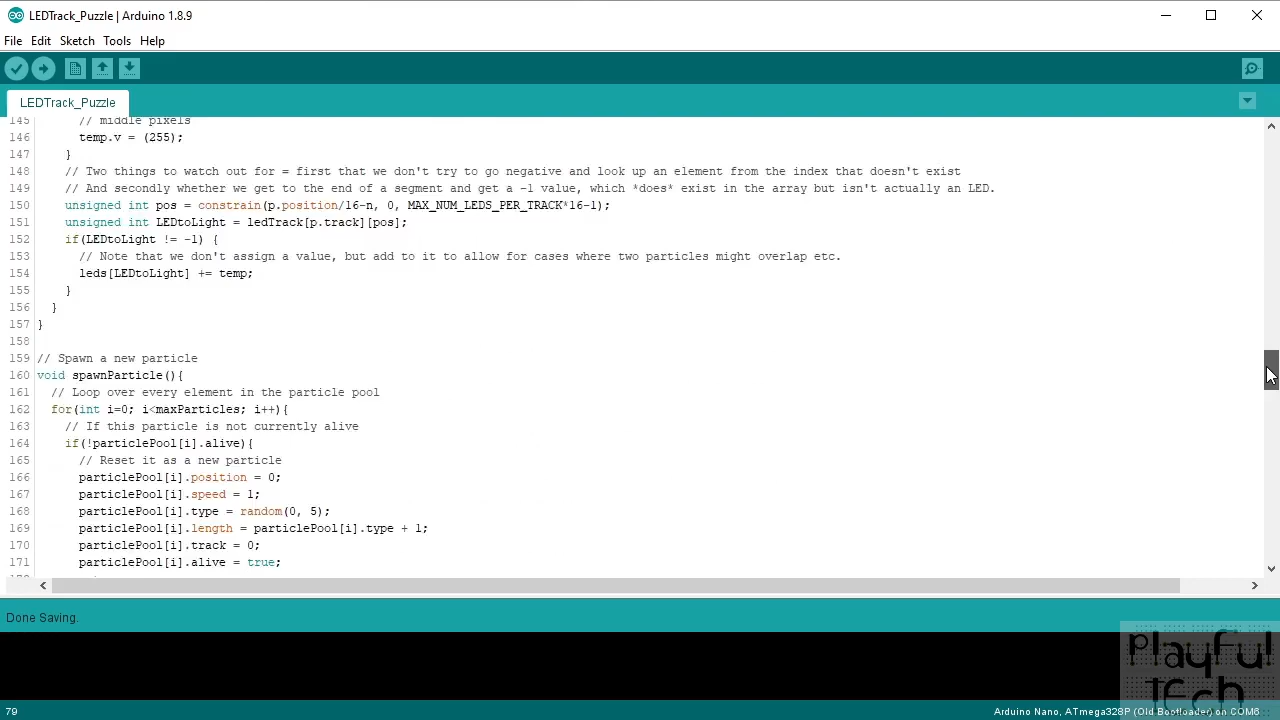 LEDTrack_Puzzle | Arduino 1.8.9
File Edit Sketch Tools Help
LEDTrack_Puzzle
145 // middle pixels
146 temp.v = (255);
147 }
148 // Two things to watch out for = first that we don't try to go negative and look up an element from the index that doesn't exist
149 // And secondly whether we get to the end of a segment and get a -1 value, which *does* exist in the array but isn't actually an LED.
150 unsigned int pos = constrain(p.position/16-n, 0, MAX_NUM_LEDS_PER_TRACK*16-1);
151 unsigned int LEDtoLight = ledTrack[p.track][pos];
152 if(LEDtoLight != -1) {
153 // Note that we don't assign a value, but add to it to allow for cases where two particles might overlap etc.
154 leds[LEDtoLight] += temp;
155 }
156 }
157 }
158
159 // Spawn a new particle
160 void spawnParticle(){
161 // Loop over every element in the particle pool
162 for(int i=0; i<maxParticles; i++){
163 // If this particle is not currently alive
164 if(!particlePool[i].alive){
165 // Reset it as a new particle
166 particlePool[i].position = 0;
167 particlePool[i].speed = 1;
168 particlePool[i].type = random(0, 5);
169 particlePool[i].length = particlePool[i].type + 1;
170 particlePool[i].track = 0;
171 particlePool[i].alive = true;
Done Saving.
Playful
Tech
79 Arduino Nano, ATmega328P (Old Bootloader) on COM6